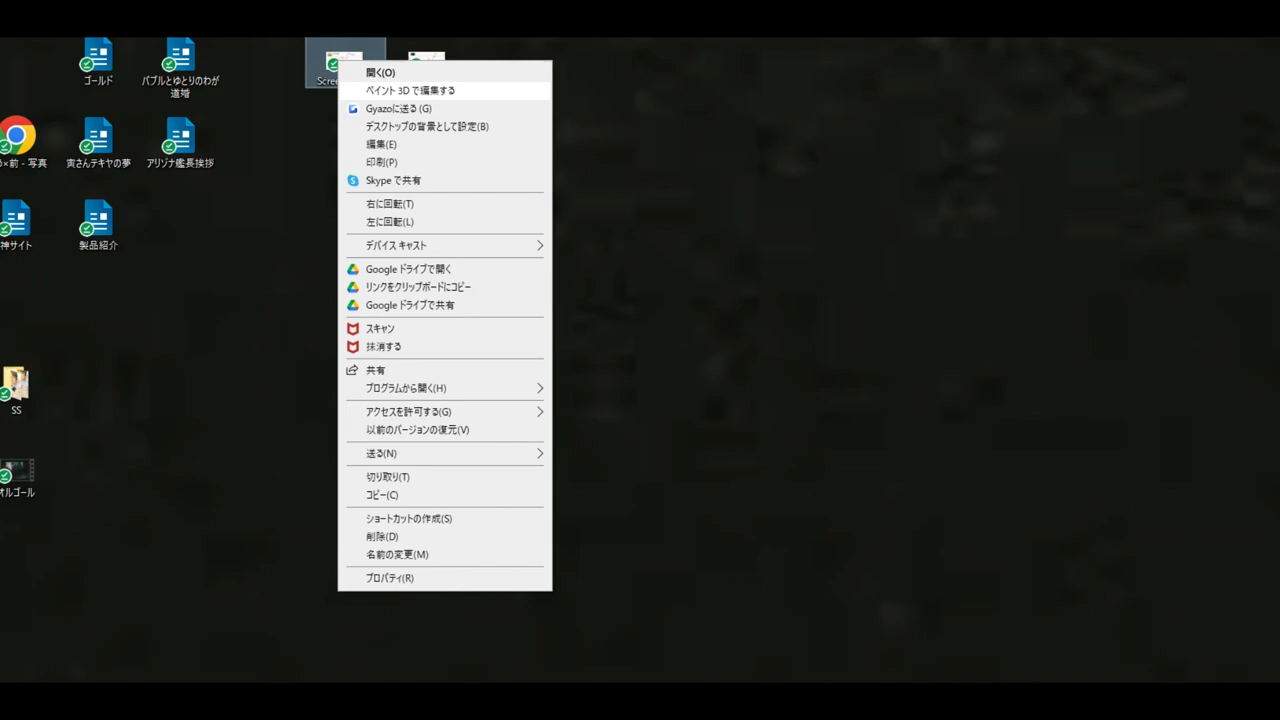 ゴールド
バブルとゆとりのわが
道場
前 - 写真
寅さんテキヤの夢
アリゾナ艦長挨拶
神サイト
製品紹介
SS
オルゴール
Scree
開く(O)
ペイント 3D で編集する
Gyazoに送る (G)
デスクトップの背景として設定(B)
編集(E)
印刷(P)
Skype で共有
右に回転(T)
左に回転(L)
デバイス キャスト
Google ドライブで開く
リンクをクリップボードにコピー
Google ドライブで共有
スキャン
抹消する
共有
プログラムから開く(H)
アクセスを許可する(G)
以前のバージョンの復元(V)
送る(N)
切り取り(T)
コピー(C)
ショートカットの作成(S)
削除(D)
名前の変更(M)
プロパティ(R)